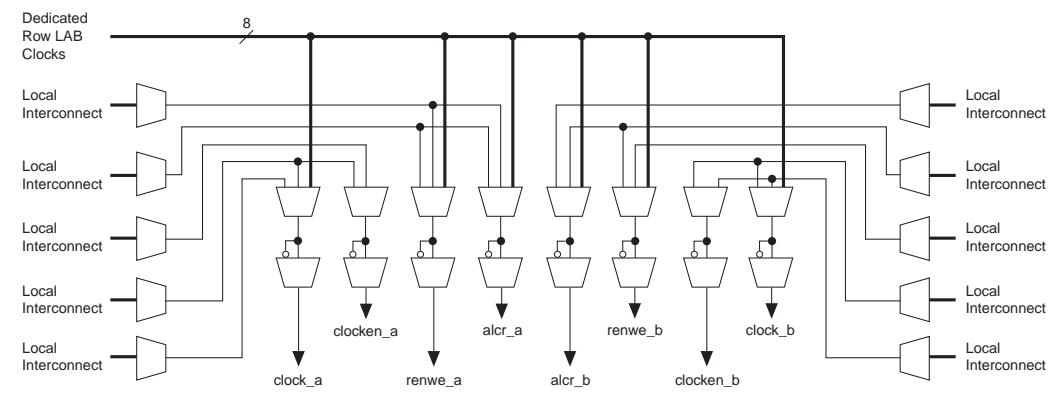 Dedicated
Row LAB
Clocks
8
Local
Interconnect
Local
Interconnect
Local
Interconnect
Local
Interconnect
Local
Interconnect
Local
Interconnect
Local
Interconnect
Local
Interconnect
Local
Interconnect
Local
Interconnect
clocken_a
alcr_a
renwe_b
clock_b
clock_a
renwe_a
alcr_b
clocken_b